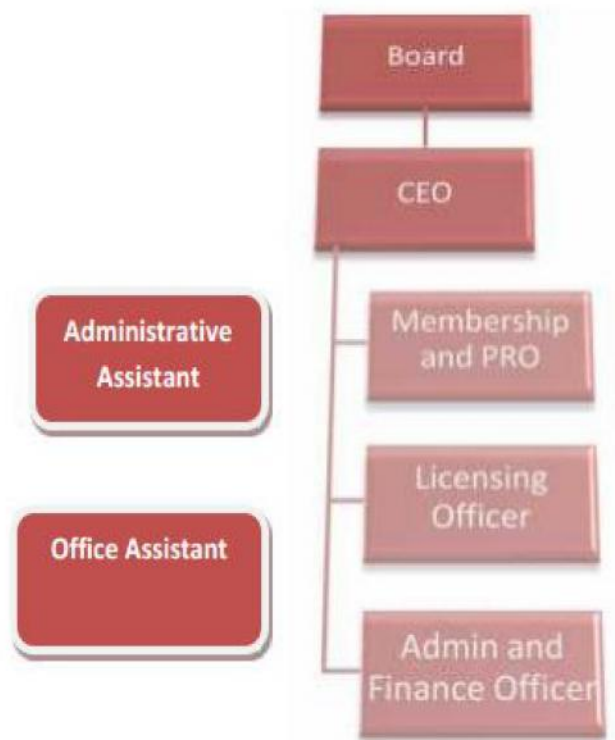 Board
CEO
Administrative
Assistant
Membership
and PRO
Office Assistant
Licensing
Officer
Admin and
Finance Officer